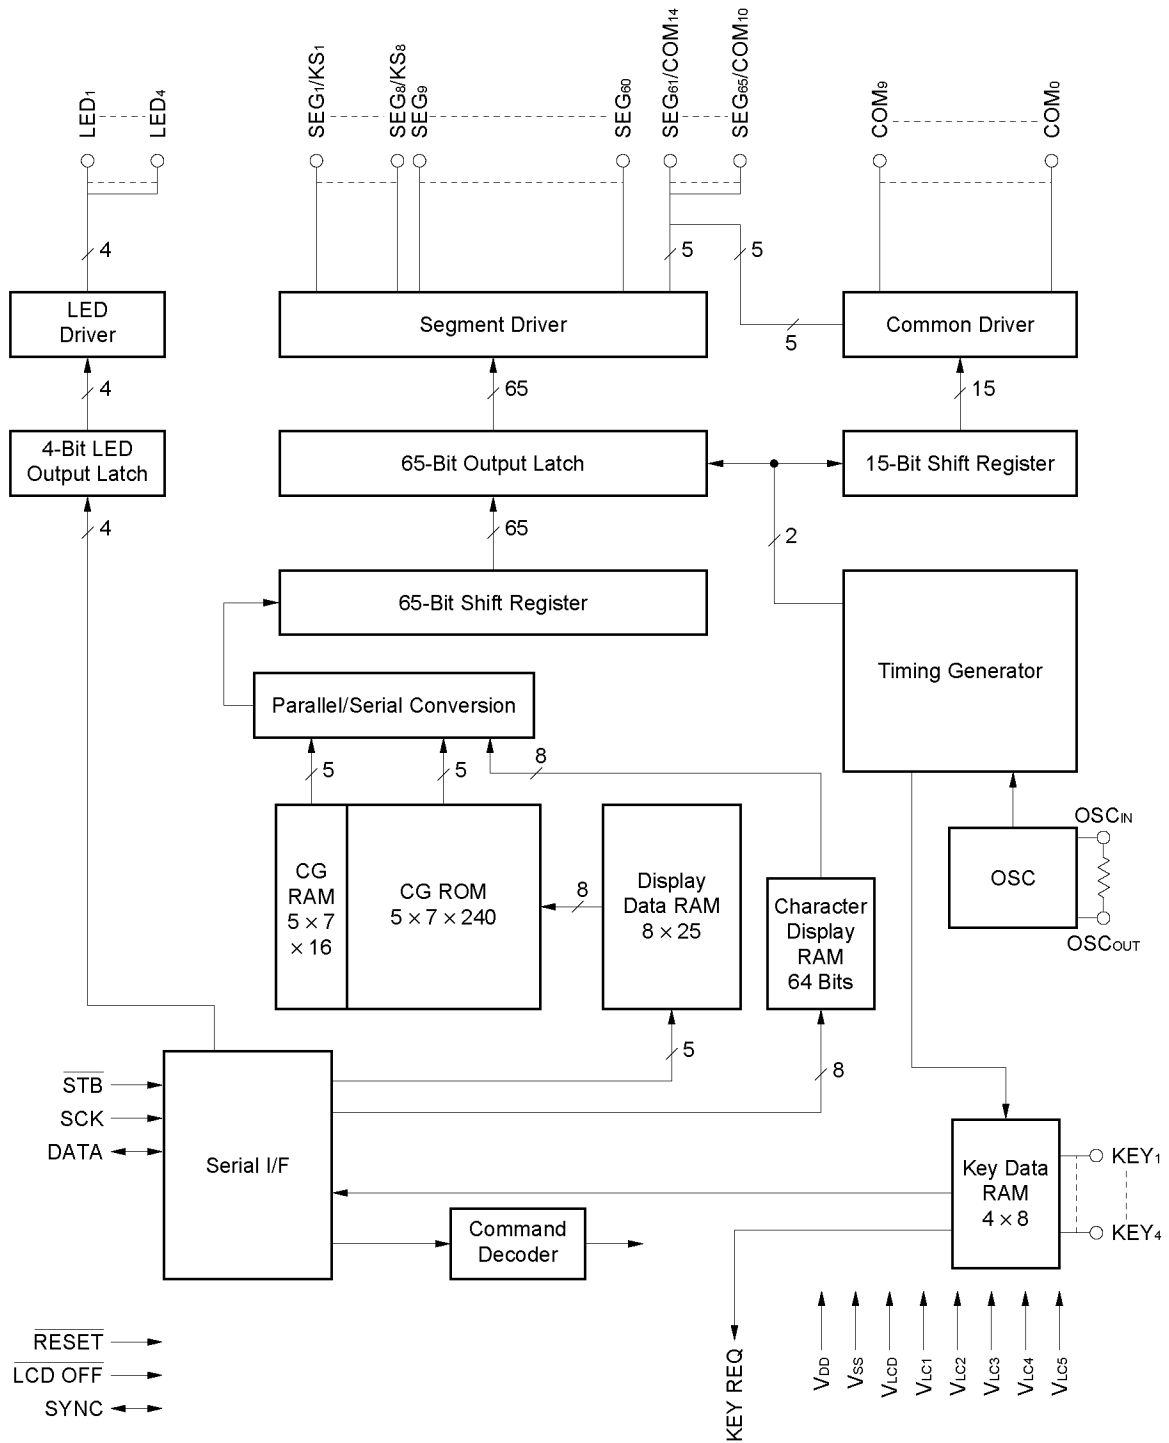 LED1 LED4 SEG1/KS1 SEG8/KS8 SEG9 SEG60 SEG61/COM14 SEG65/COM10 COM9 COM0
4 5 5
LED
Driver
Segment Driver
Common Driver
5
4 65 15
4-Bit LED
Output Latch
65-Bit Output Latch
15-Bit Shift Register
4 65 2
65-Bit Shift Register
Timing Generator
Parallel/Serial Conversion
5 5 8
CG
RAM
5 × 7
× 16
CG ROM
5 × 7 × 240
8
Display
Data RAM
8 × 25
Character
Display
RAM
64 Bits
OSC
OSCIN
OSCOUT
5 8
STB
SCK
DATA
Serial I/F
Key Data
RAM
4 × 8
KEY1
KEY4
Command
Decoder
RESET
LCD OFF
SYNC
KEY REQ
VDD VSS VLCD VLC1 VLC2 VLC3 VLC4 VLC5